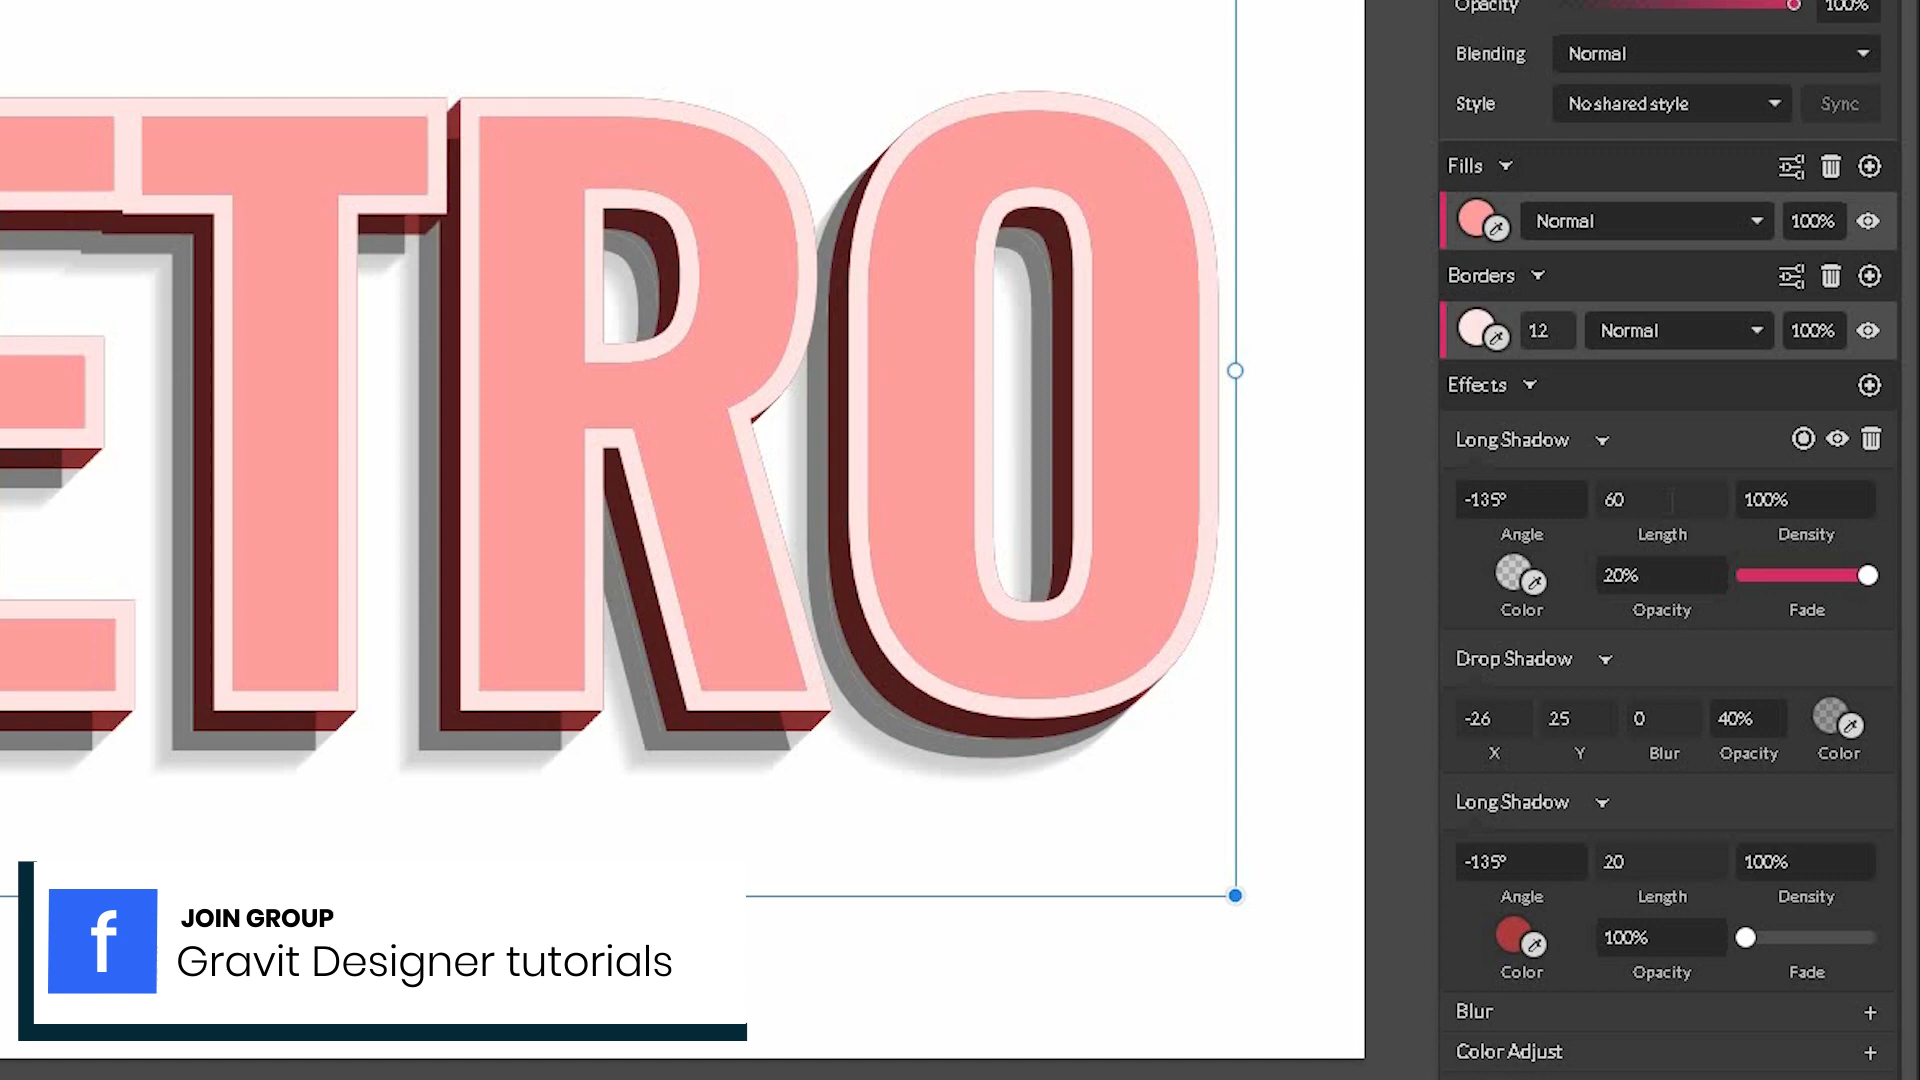 Opacity 100%
Blending Normal
Style No shared style Sync
Fills
Normal 100%
Borders
12 Normal 100%
Effects
Long Shadow
-135° 60 100%
Angle Length Density
20%
Color Opacity Fade
Drop Shadow
-26 25 0 40%
X Y Blur Opacity Color
Long Shadow
-135° 20 100%
Angle Length Density
100%
Color Opacity Fade
Blur +
Color Adjust +
ETRO
f
JOIN GROUP
Gravit Designer tutorials